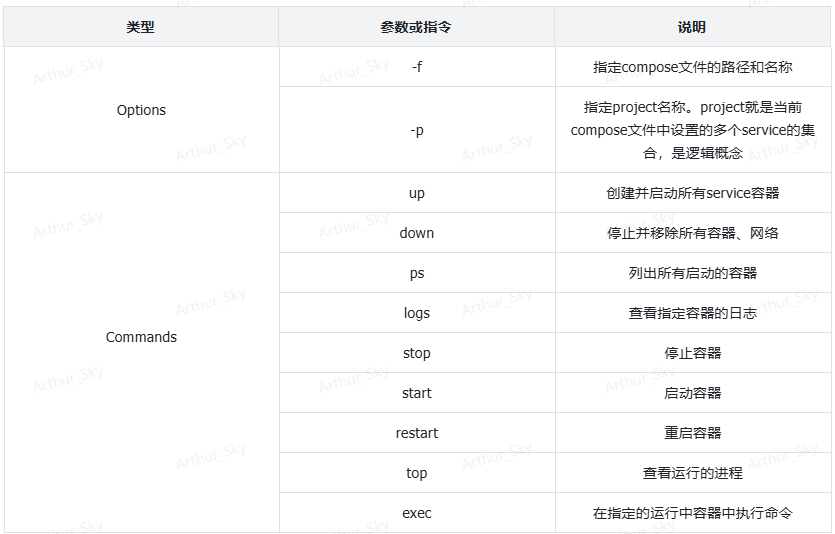 类型 参数或指令 说明
Options
-f 指定compose文件的路径和名称
-p 指定project名称。project就是当前
compose文件中设置的多个service的集
合，是逻辑概念
Commands
up 创建并启动所有service容器
down 停止并移除所有容器、网络
ps 列出所有启动的容器
logs 查看指定容器的日志
stop 停止容器
start 启动容器
restart 重启容器
top 查看运行的进程
exec 在指定的运行中容器中执行命令
Arthur_Sky